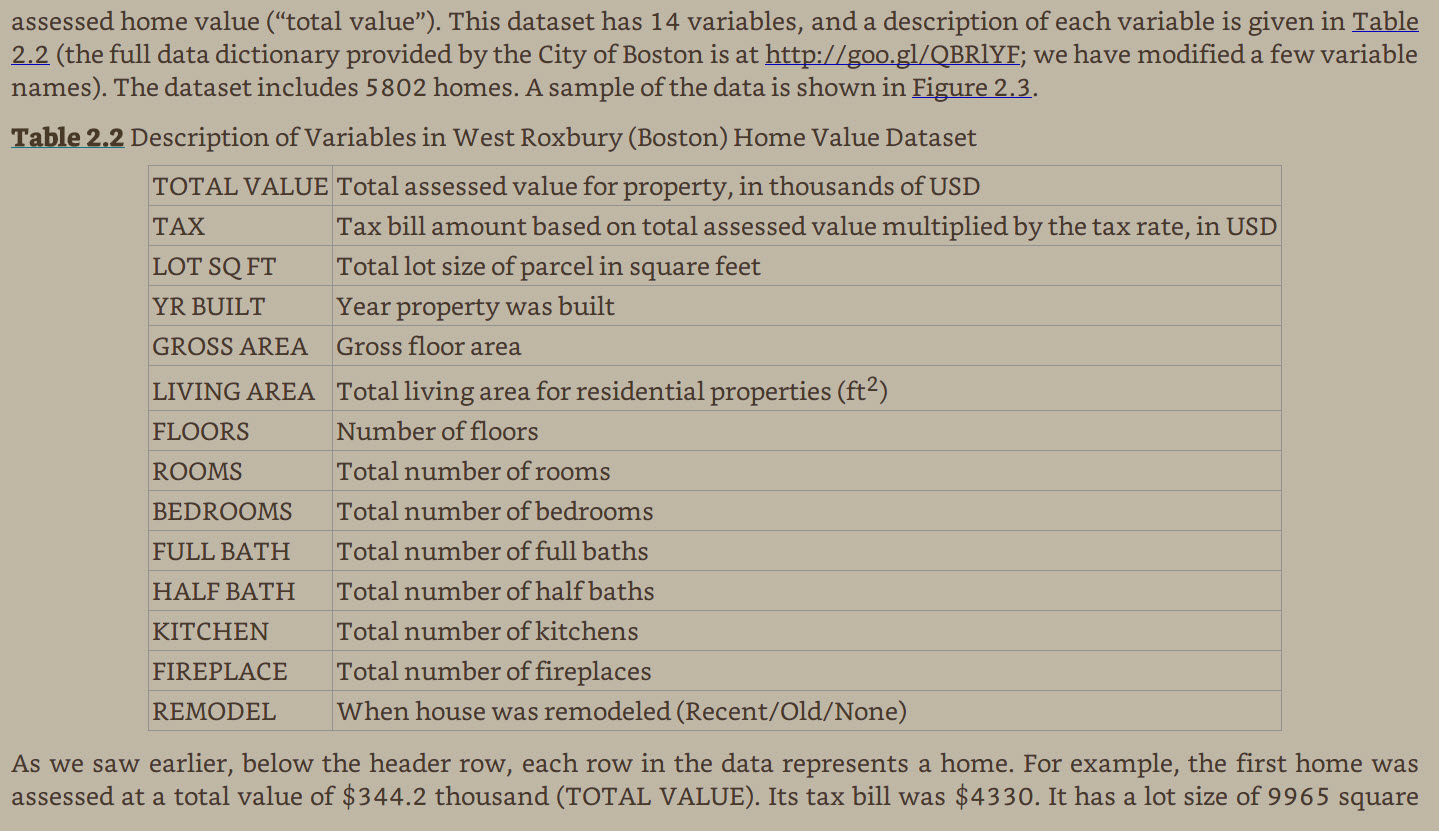 assessed home value (“total value”). This dataset has 14 variables, and a description of each variable is given in Table
2.2 (the full data dictionary provided by the City of Boston is at http://goo.gl/QBRlYF; we have modified a few variable
names). The dataset includes 5802 homes. A sample of the data is shown in Figure 2.3.
Table 2.2 Description of Variables in West Roxbury (Boston) Home Value Dataset
TOTAL VALUE Total assessed value for property, in thousands of USD
TAX Tax bill amount based on total assessed value multiplied by the tax rate, in USD
LOT SQ FT Total lot size of parcel in square feet
YR BUILT Year property was built
GROSS AREA Gross floor area
LIVING AREA Total living area for residential properties (ft²)
FLOORS Number of floors
ROOMS Total number of rooms
BEDROOMS Total number of bedrooms
FULL BATH Total number of full baths
HALF BATH Total number of half baths
KITCHEN Total number of kitchens
FIREPLACE Total number of fireplaces
REMODEL When house was remodeled (Recent/Old/None)
As we saw earlier, below the header row, each row in the data represents a home. For example, the first home was
assessed at a total value of $344.2 thousand (TOTAL VALUE). Its tax bill was $4330. It has a lot size of 9965 square